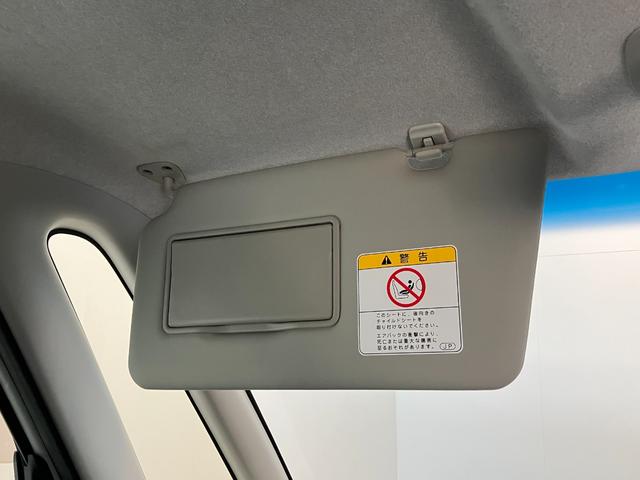 警告
このシートに、後向きの
チャイルドシートを
取り付けないでください。
エアバッグの衝撃により、
死亡または重大な傷害に
至るおそれがあります。
JP